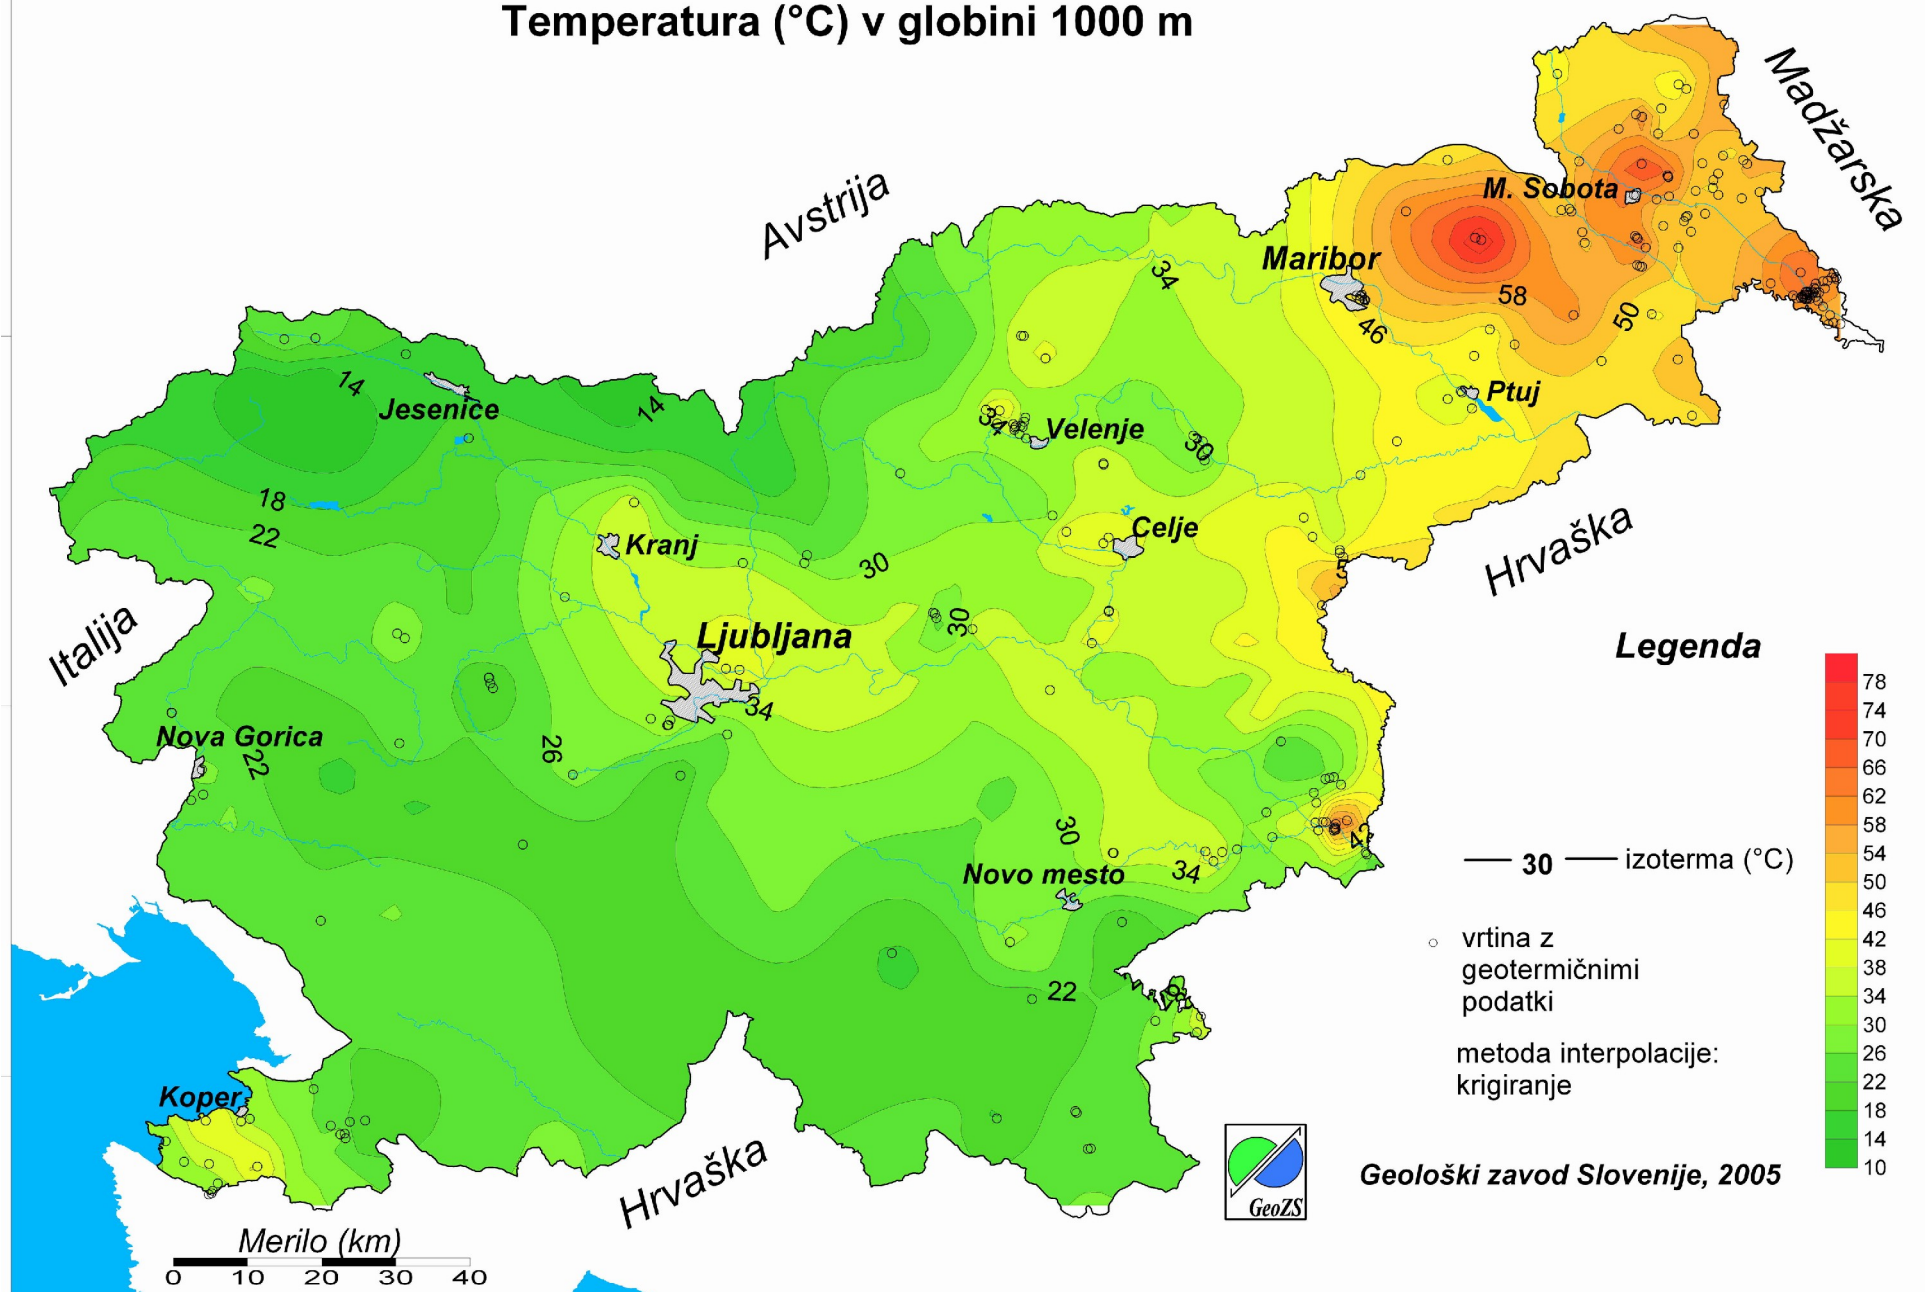 Temperatura (°C) v globini 1000 m
Avstrija
Madžarska
M. Sobota
Maribor
34
58
50
46
14
Jesenice
14
Ptuj
34
Velenje
30
18
22
Kranj
Celje
30
5
Hrvaška
Italija
30
Ljubljana
34
Legenda
Nova Gorica
22
26
30
34
42
Novo mesto
22
78
74
70
66
62
58
54
50
46
42
38
34
30
26
22
18
14
10
30 izoterma (°C)
vrtina z
geotermičnimi
podatki
metoda interpolacije:
krigiranje
Koper
Hrvaška
GeoZS
Geološki zavod Slovenije, 2005
Merilo (km)
0 10 20 30 40